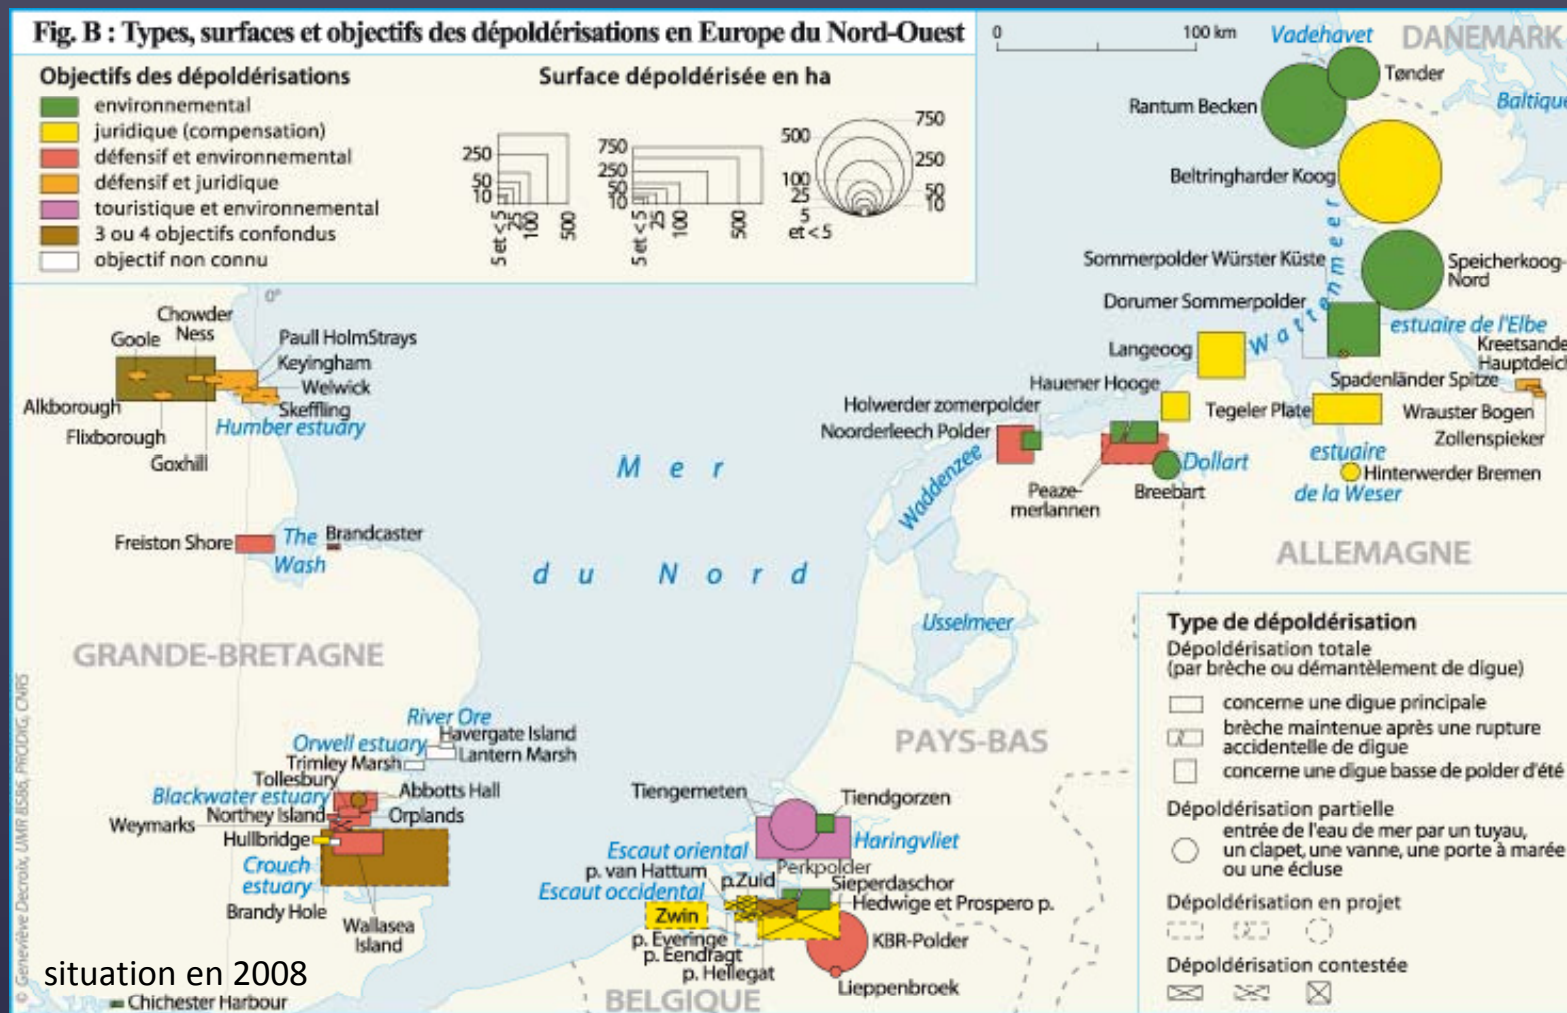 Fig. B : Types, surfaces et objectifs des dépoldérisations en Europe du Nord-Ouest
Objectifs des dépoldérisations
environnemental
juridique (compensation)
défensif et environnemental
défensif et juridique
touristique et environnemental
3 ou 4 objectifs confondus
objectif non connu
Surface dépoldérisée en ha
250
50
10
5 et < 5
25
100
500
750
250
50
10
5 et < 5
25
100
500
500
100
25
5
et < 5
750
250
50
10
0
100 km
Vadehavet
DANEMARK
Tønder
Baltique
Rantum Becken
Beltringharder Koog
Wattenmeer
Sommerpolder Würster Küste
Speicherkoog-
Nord
Dorumer Sommerpolder
estuaire de l'Elbe
Kreetsande
Hauptdeich
Langeoog
Spadenländer Spitze
Hauener Hooge
Tegeler Plate
Wrauster Bogen
Zollenspieker
Holwerder zomerpolder
Noorderleech Polder
Waddenzee
Dollart
estuaire
de la Weser
Hinterwerder Bremen
Peaze-
merlannen
Breebart
ALLEMAGNE
0°
Chowder
Ness
Goole
Paull HolmStrays
Keyingham
Welwick
Skeffling
Alkborough
Flixborough
Humber estuary
Goxhill
Mer
du Nord
Freiston Shore
The
Wash
Brandcaster
Usselmeer
GRANDE-BRETAGNE
PAYS-BAS
River Ore
Havergate Island
Orwell estuary
Lantern Marsh
Trimley Marsh
Tollesbury
Blackwater estuary
Abbotts Hall
Northey Island
Orplands
Weymarks
Hullbridge
Crouch
estuary
Brandy Hole
Wallasea
Island
Tiengemeten
Tiendgorzen
Haringvliet
Escaut oriental
Perkpolder
p. van Hattum
p.Zuid
Sieperdaschor
Escaut occidental
Hedwige et Prospero p.
Zwin
p. Everinge
p. Eendragt
p. Hellegat
KBR-Polder
Lieppenbroek
BELGIQUE
Type de dépoldérisation
Dépoldérisation totale
(par brèche ou démantèlement de digue)
concerne une digue principale
brèche maintenue après une rupture
accidentelle de digue
concerne une digue basse de polder d'été
Dépoldérisation partielle
entrée de l'eau de mer par un tuyau,
un clapet, une vanne, une porte à marée
ou une écluse
Dépoldérisation en projet
Dépoldérisation contestée
situation en 2008
Chichester Harbour
© Geneviève Decroix, UMR 8586, PRODIG, CNRS